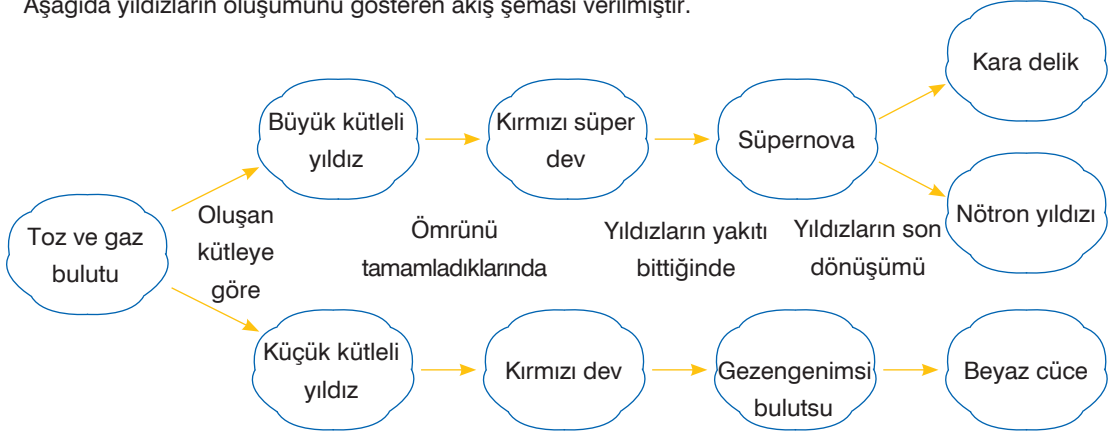 Aşağıda yıldızların oluşumunu gösteren akış şeması verilmiştir.
Toz ve gaz
bulutu
Oluşan
kütleye
göre
Büyük kütleli
yıldız
Kırmızı süper
dev
Süpernova
Kara delik
Nötron yıldızı
Ömrünü
tamamladıklarında
Yıldızların yakıtı
bittiğinde
Yıldızların son
dönüşümü
Küçük kütleli
yıldız
Kırmızı dev
Gezengenimsi
bulutsu
Beyaz cüce